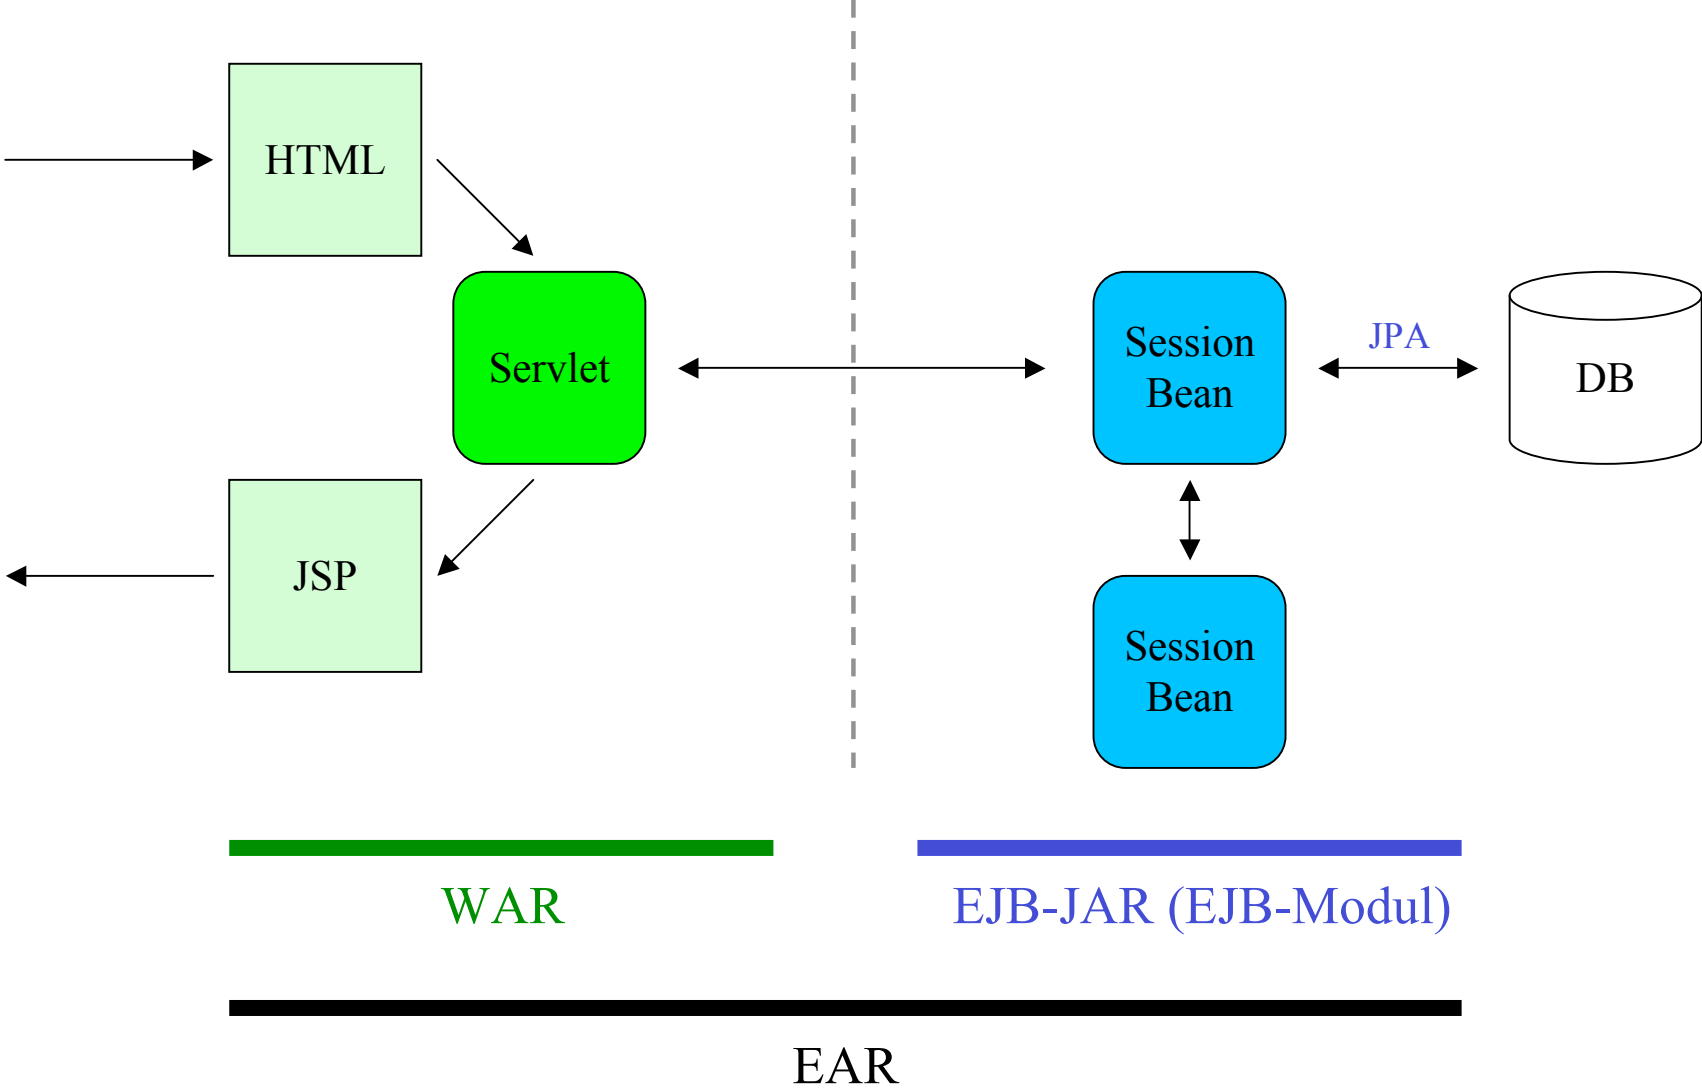 HTML
Servlet
JSP
Session
Bean
JPA
DB
Session
Bean
WAR
EJB-JAR (EJB-Modul)
EAR